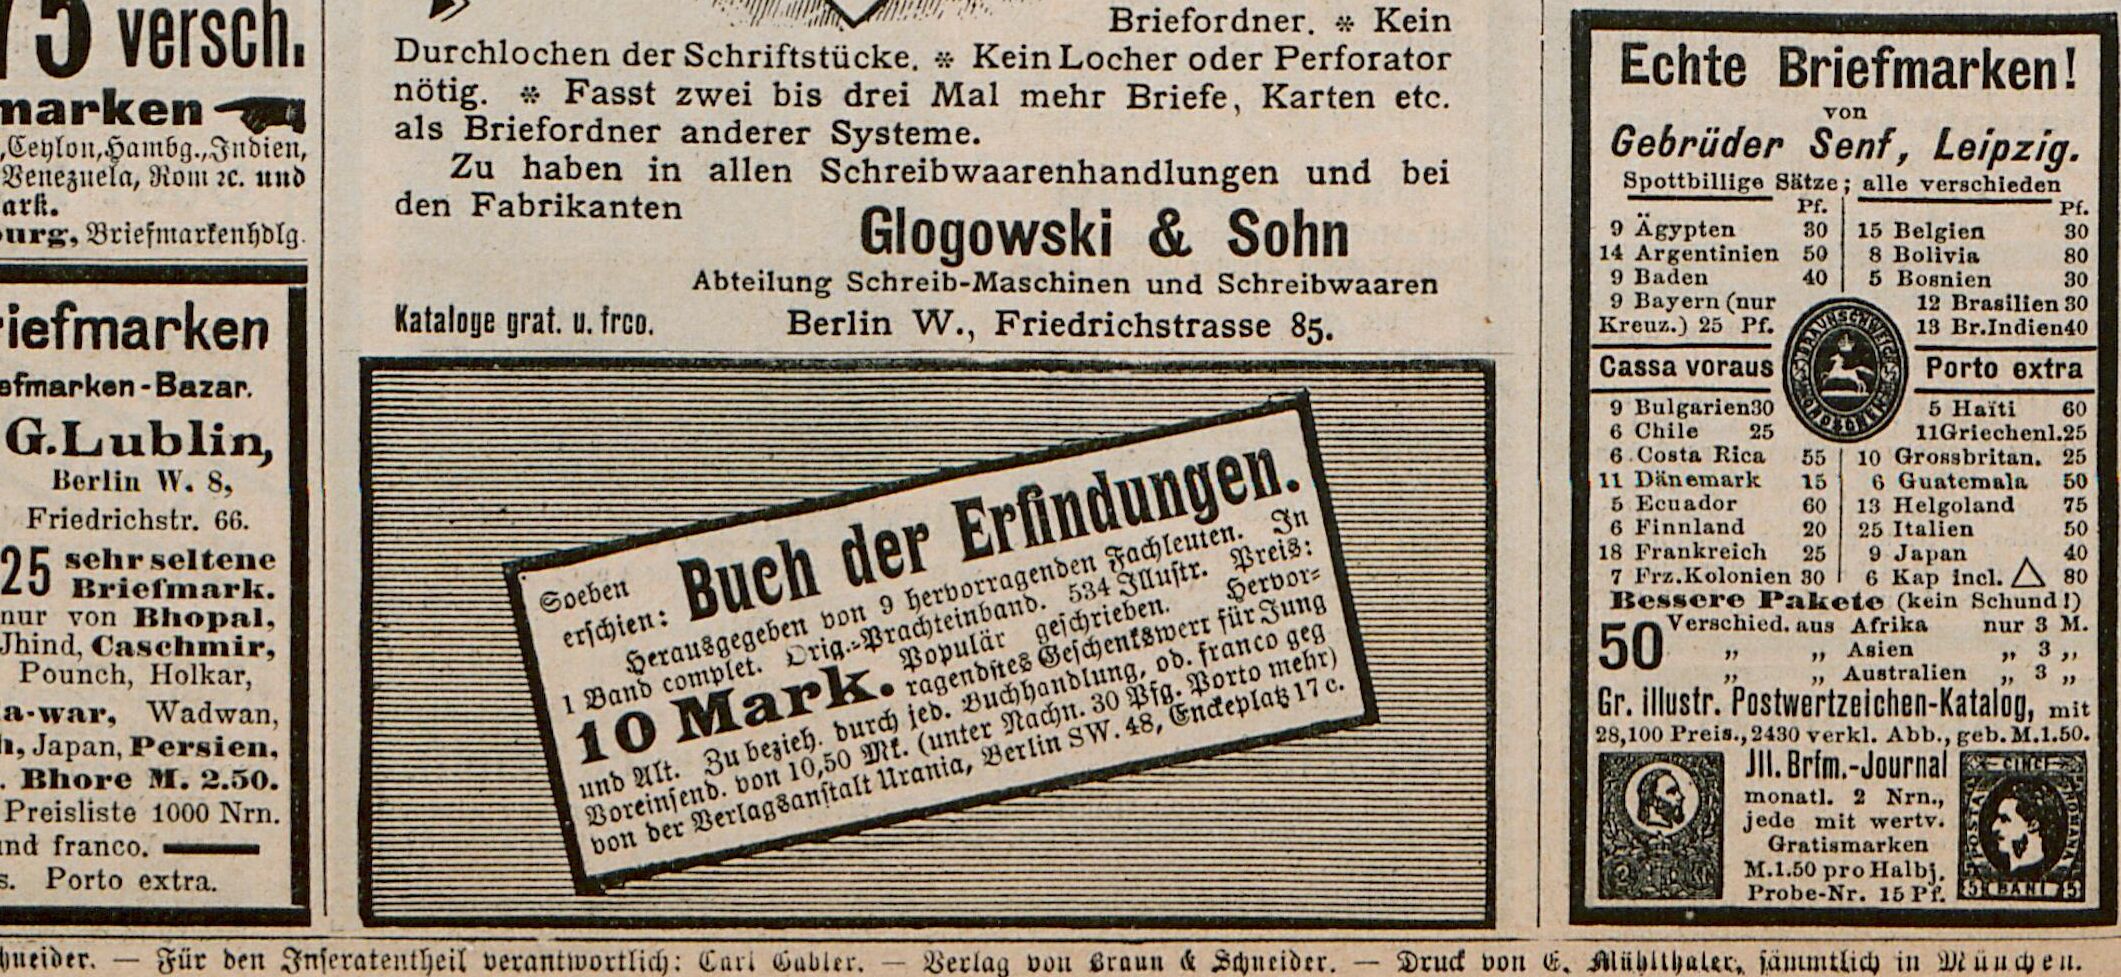 75 versch.
marken
Ceylon, Hambg., Indien,
Venezuela, Rom ꝛc. und
ark.
burg, Briefmarkenhdlg.
riefmarken
efmarken-Bazar.
G. Lublin,
Berlin W. 8,
Friedrichstr. 66.
25 sehr seltene
Briefmark.
nur von Bhopal,
Jhind, Caschmir,
Pounch, Holkar,
a-war, Wadwan,
Japan, Persien,
Bhore M. 2.50.
Preisliste 1000 Nrn.
und franco.
s. Porto extra.
Briefordner. * Kein
Durchlochen der Schriftstücke. * Kein Locher oder Perforator
nötig. * Fasst zwei bis drei Mal mehr Briefe, Karten etc.
als Briefordner anderer Systeme.
Zu haben in allen Schreibwaarenhandlungen und bei
den Fabrikanten
Glogowski & Sohn
Abteilung Schreib-Maschinen und Schreibwaaren
Kataloge grat. u. frco. Berlin W., Friedrichstrasse 85.
Soeben erschien: Buch der Erfindungen.
Herausgegeben von 9 hervorragenden Fachleuten. In
1 Band complet. Orig.-Prachteinband. 534 Illustr. Preis:
10 Mark. Populär geschrieben. Hervor-
ragendstes Geschenkswert für Jung
und Alt. Zu bezieh. durch jed. Buchhandlung, od. franco geg
Voreinsend. von 10,50 Mk. (unter Nachn. 30 Pfg. Porto mehr)
von der Verlagsanstalt Urania, Berlin SW. 48, Enckeplatz 17 c.
Echte Briefmarken!
von
Gebrüder Senf, Leipzig.
Spottbillige Sätze; alle verschieden
Pf. Pf.
9 Ägypten 30 15 Belgien 30
14 Argentinien 50 8 Bolivia 80
9 Baden 40 5 Bosnien 30
9 Bayern (nur 12 Brasilien 30
Kreuz.) 25 Pf. 13 Br. Indien 40
BRAUNSCHWEIG
Cassa voraus Porto extra
9 Bulgarien 30 5 Haïti 60
6 Chile 25 11 Griechenl. 25
6 Costa Rica 55 10 Grossbritan. 25
11 Dänemark 15 6 Guatemala 50
5 Ecuador 60 13 Helgoland 75
6 Finnland 20 25 Italien 50
18 Frankreich 25 9 Japan 40
7 Frz. Kolonien 30 6 Kap incl. △ 80
Bessere Pakete (kein Schund!)
50 Verschied. aus Afrika nur 3 M.
„ „ Asien „ 3 „
„ „ Australien „ 3 „
Gr. illustr. Postwertzeichen-Katalog, mit
28,100 Preis., 2430 verkl. Abb., geb. M. 1.50.
Jll. Brfm.-Journal
monatl. 2 Nrn.,
jede mit wertv.
Gratismarken
M. 1.50 pro Halbj.
Probe-Nr. 15 Pf.
CINCI
POSTA
ROMANA
5 BANI 5
hneider. — Für den Inseratentheil verantwortlich: Carl Gabler. — Verlag von Braun & Schneider. — Druck von E. Mühlthaler, sämmtlich in München.